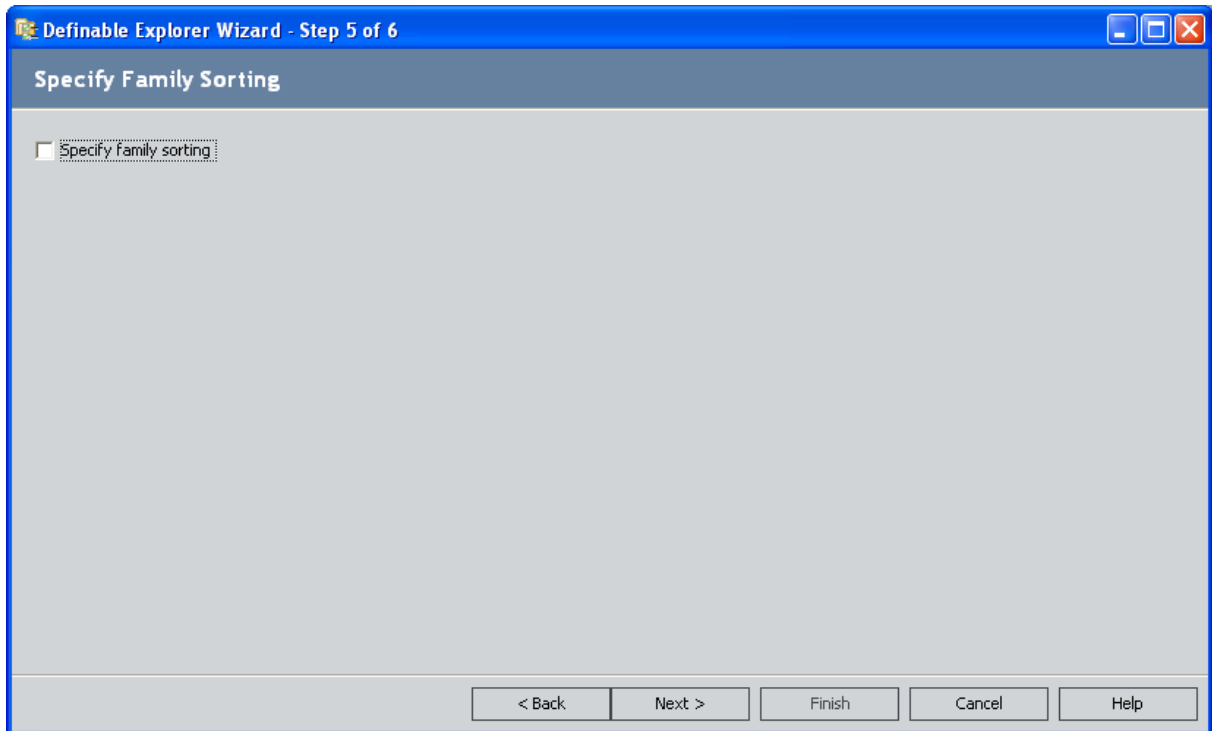 Definable Explorer Wizard - Step 5 of 6
Specify Family Sorting
Specify family sorting
< Back Next > Finish Cancel Help